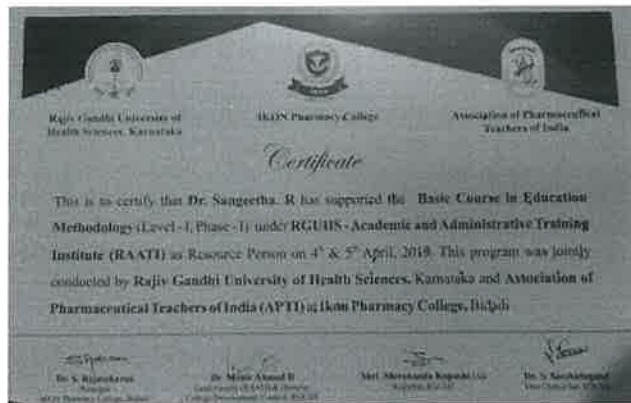 Rajiv Gandhi University of
Health Sciences, Karnataka
IKON Pharmacy College
Association of Pharmaceutical
Teachers of India
Certificate
This is to certify that Dr. Sangeetha. R has supported the Basic Course in Education
Methodology (Level - I, Phase - I) under RGUHS - Academic and Administrative Training
Institute (RAATI) as Resource Person on 4th & 5th April, 2019. This program was jointly
conducted by Rajiv Gandhi University of Health Sciences, Karnataka and Association of
Pharmaceutical Teachers of India (APTI) at Ikon Pharmacy College, Bidadi
Principal